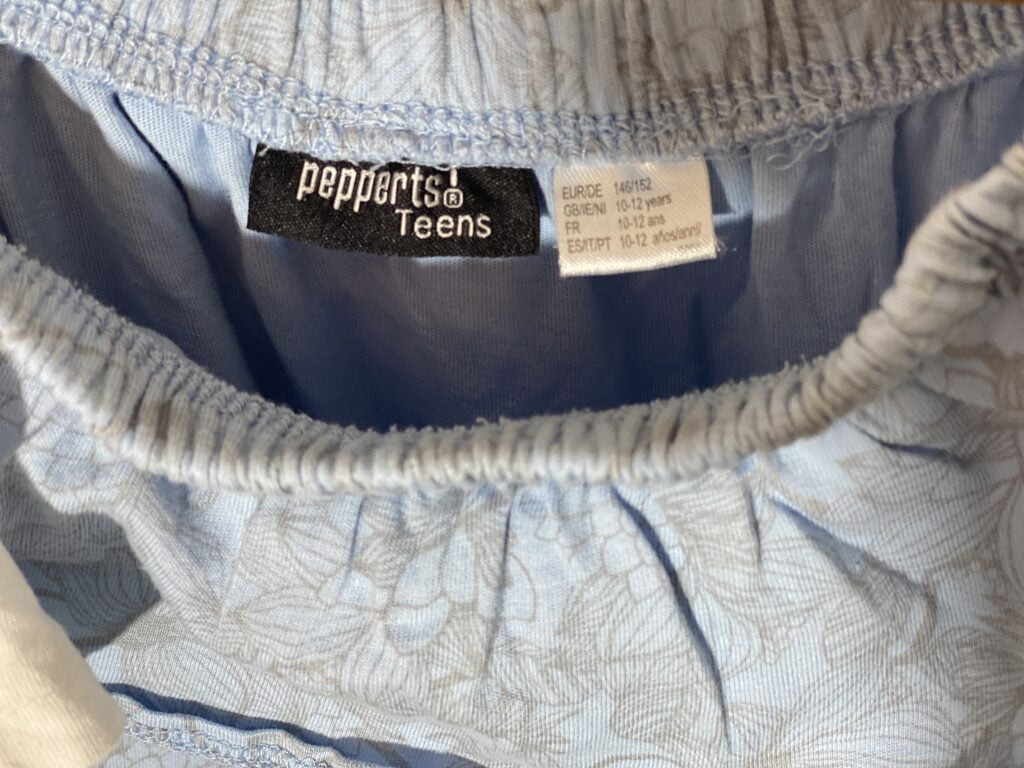 pepperts!®
Teens
EUR/DE 146/152
GB/IE/NI 10-12 years
FR 10-12 ans
ES/IT/PT 10-12 años/anni/